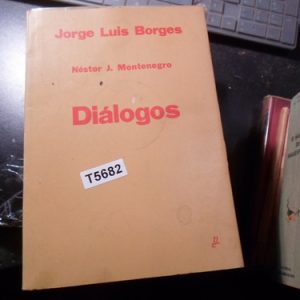 Jorge Luis Borges
Néstor J. Montenegro
Diálogos
T5682